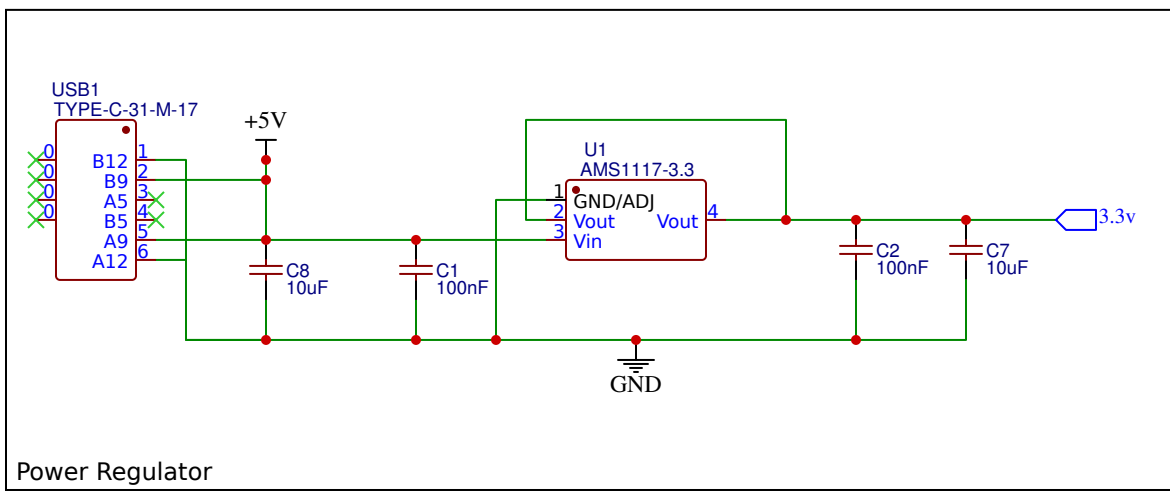 USB1
TYPE-C-31-M-17
0
0
0
0
B12 1
B9 2
A5 3
B5 4
A9 5
A12 6
+5V
C8
10uF
C1
100nF
U1
AMS1117-3.3
1 GND/ADJ
2 Vout
3 Vin
Vout 4
C2
100nF
C7
10uF
3.3v
GND
Power Regulator